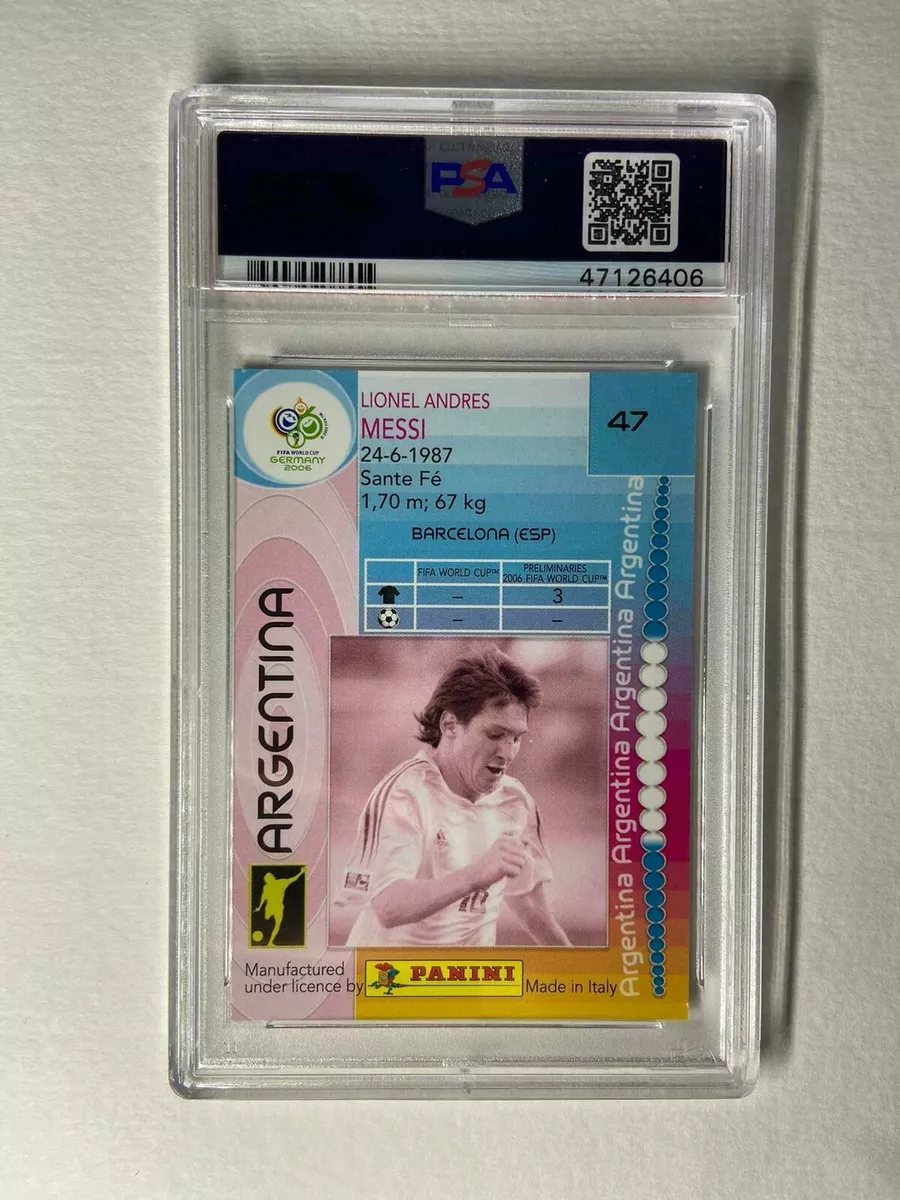 PSA
47126406
FIFA WORLD CUP
GERMANY
2006
LIONEL ANDRES
MESSI
24-6-1987
Sante Fé
1,70 m; 67 kg
47
BARCELONA (ESP)
FIFA WORLD CUP™
PRELIMINARIES
2006 FIFA WORLD CUP™
– 3
– –
ARGENTINA
Argentina Argentina Argentina Argentina
10
Manufactured
under licence by
PANINI
Made in Italy